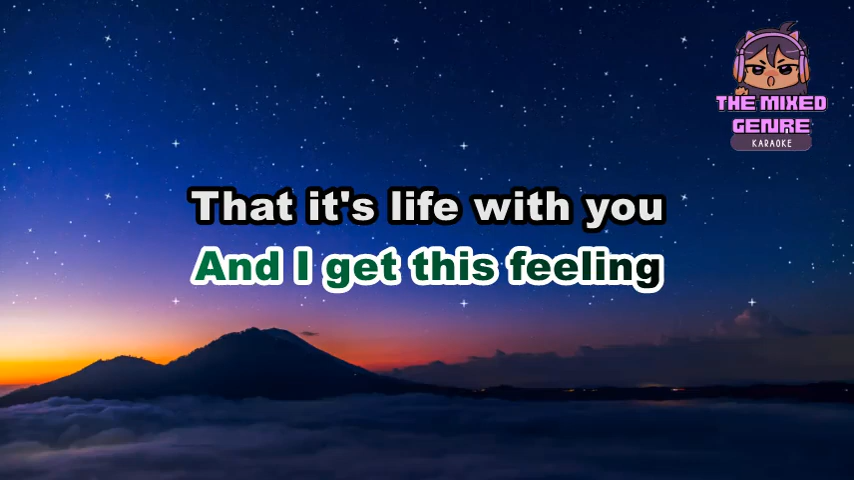 THE MIXED
GENRE
KARAOKE
That it's life with you
And I get this feeling